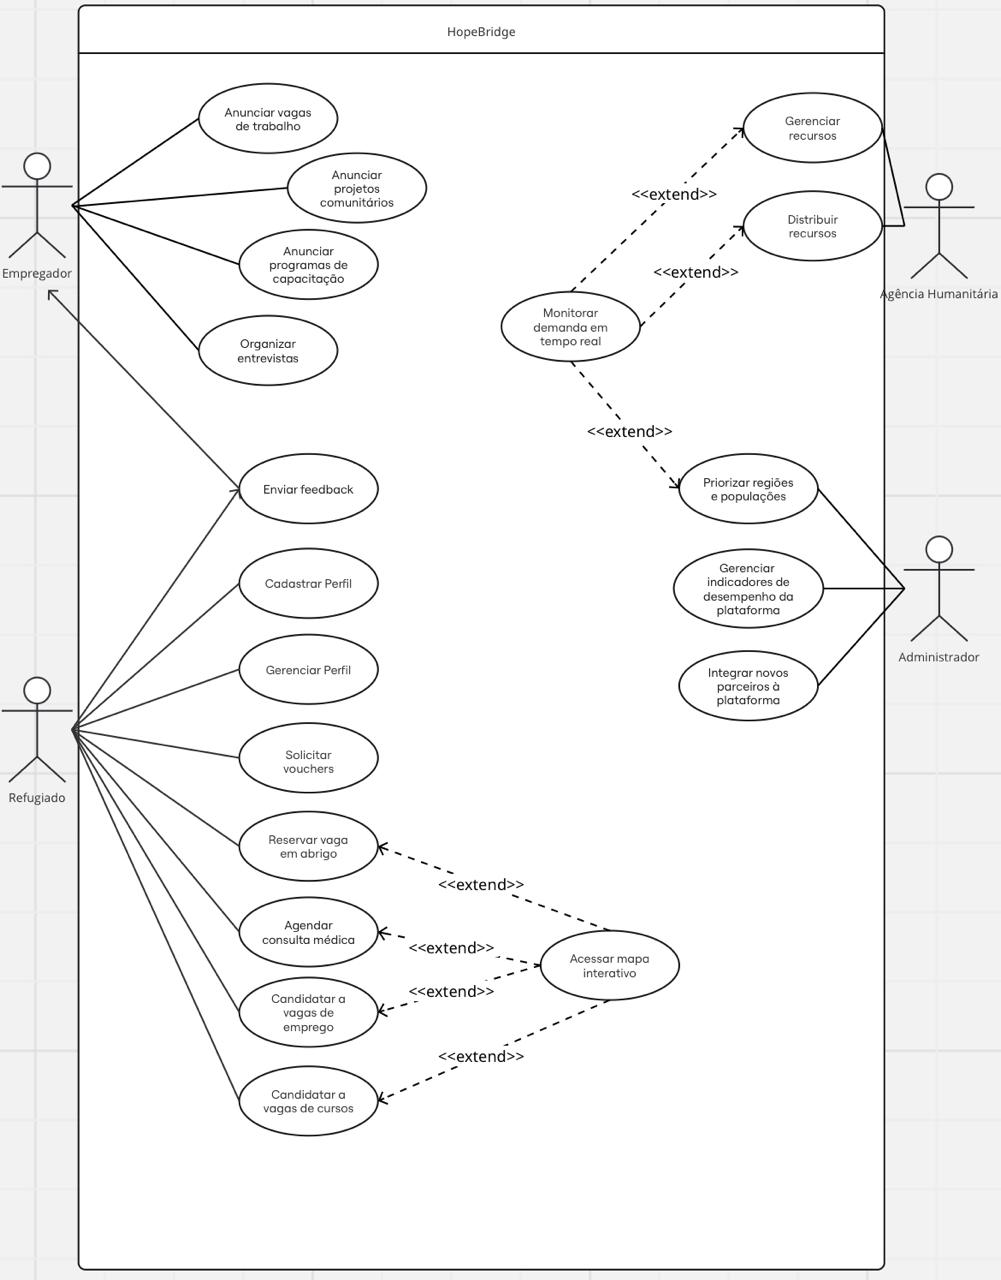 HopeBridge
Anunciar vagas
de trabalho
Anunciar
projetos
comunitários
Anunciar
programas de
capacitação
Organizar
entrevistas
Empregador
Gerenciar
recursos
<<extend>>
Distribuir
recursos
<<extend>>
Agência Humanitária
Monitorar
demanda em
tempo real
<<extend>>
Enviar feedback
Priorizar regiões
e populações
Cadastrar Perfil
Gerenciar
indicadores de
desempenho da
plataforma
Administrador
Gerenciar Perfil
Integrar novos
parceiros à
plataforma
Solicitar
vouchers
Refugiado
Reservar vaga
em abrigo
<<extend>>
Agendar
consulta médica
<<extend>>
Acessar mapa
interativo
<<extend>>
Candidatar a
vagas de
emprego
<<extend>>
Candidatar a
vagas de cursos